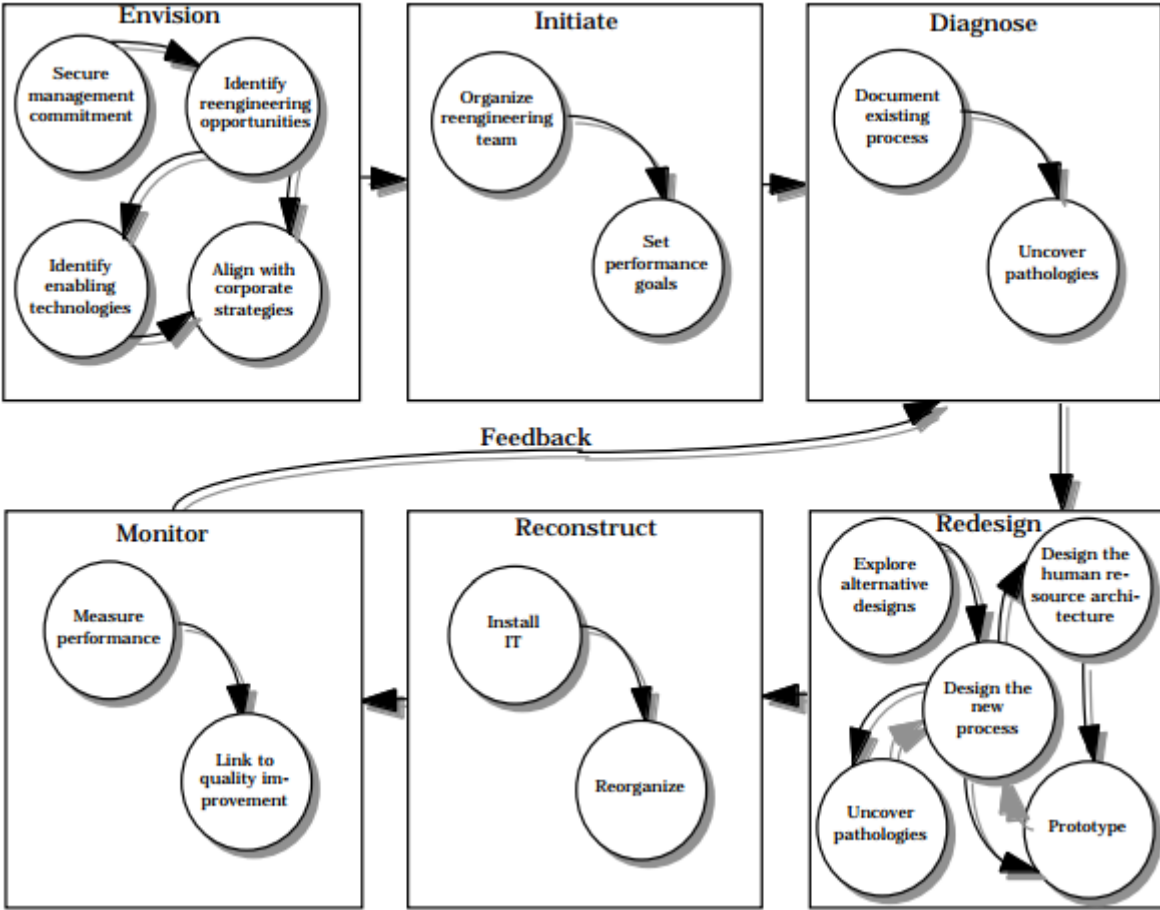 Envision
Secure
management
commitment
Identify
reengineering
opportunities
Identify
enabling
technologies
Align with
corporate
strategies
Initiate
Organize
reengineering
team
Set
performance
goals
Diagnose
Document
existing
process
Uncover
pathologies
Feedback
Monitor
Measure
performance
Link to
quality im-
provement
Reconstruct
Install
IT
Reorganize
Redesign
Explore
alternative
designs
Design the
human re-
source archi-
tecture
Design the
new
process
Uncover
pathologies
Prototype